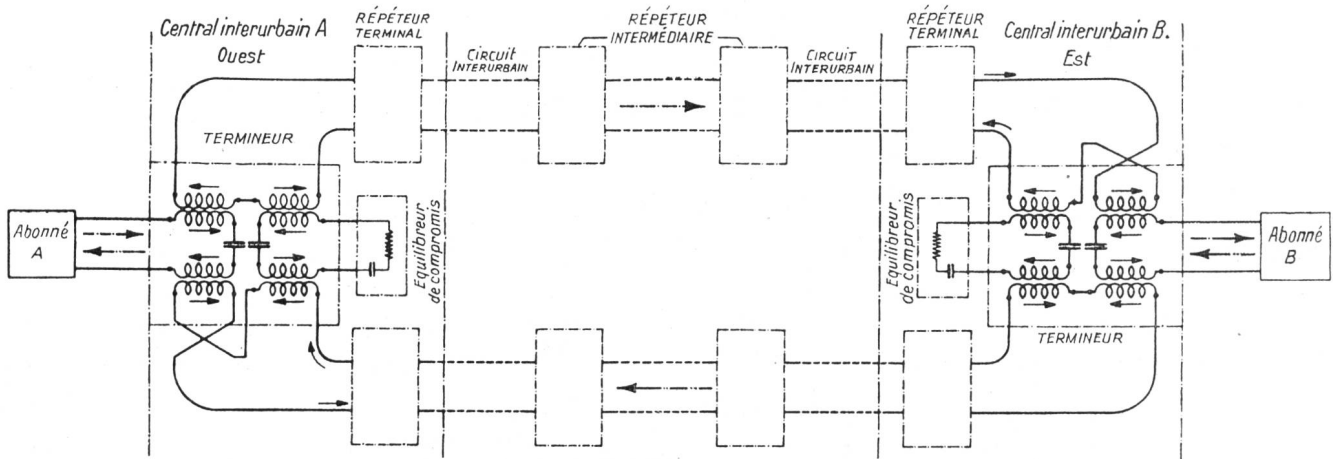 Central interurbain A
Ouest
RÉPÉTEUR
TERMINAL
CIRCUIT
INTERURBAIN
RÉPÉTEUR
INTERMÉDIAIRE
CIRCUIT
INTERURBAIN
RÉPÉTEUR
TERMINAL
Central interurbain B.
Est
TERMINEUR
Abonné
A
Equilibreur
de compromis
Equilibreur
de compromis
Abonné
B
TERMINEUR